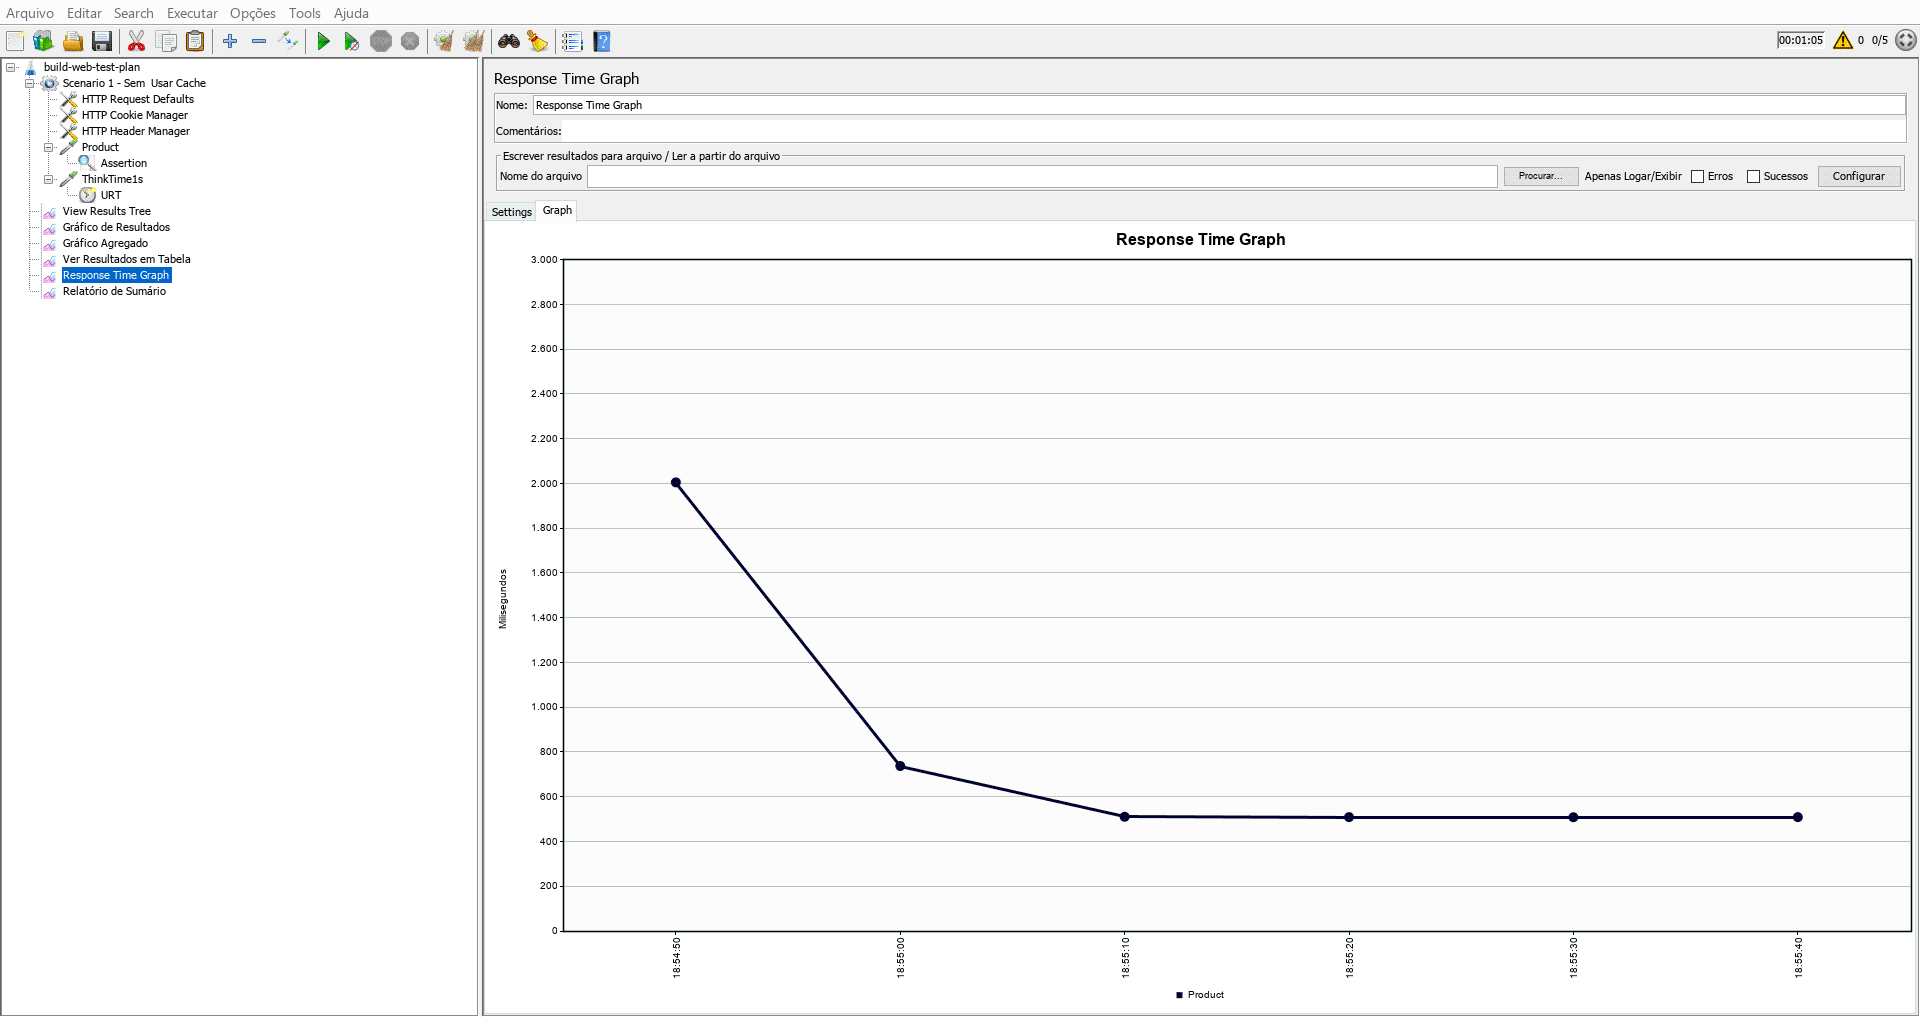 Arquivo Editar Search Executar Opções Tools Ajuda
STOP
00:01:05 0 0/5
build-web-test-plan
Scenario 1 - Sem Usar Cache
HTTP Request Defaults
HTTP Cookie Manager
HTTP Header Manager
Product
Assertion
ThinkTime1s
URT
View Results Tree
Gráfico de Resultados
Gráfico Agregado
Ver Resultados em Tabela
Response Time Graph
Relatório de Sumário
Response Time Graph
Nome: Response Time Graph
Comentários:
Escrever resultados para arquivo / Ler a partir do arquivo
Nome do arquivo Procurar... Apenas Logar/Exibir Erros Sucessos Configurar
Settings Graph
Response Time Graph
3.000
2.800
2.600
2.400
2.200
2.000
1.800
1.600
1.400
1.200
1.000
800
600
400
200
0
Milisegundos
18:54:50 18:55:00 18:55:10 18:55:20 18:55:30 18:55:40
Product